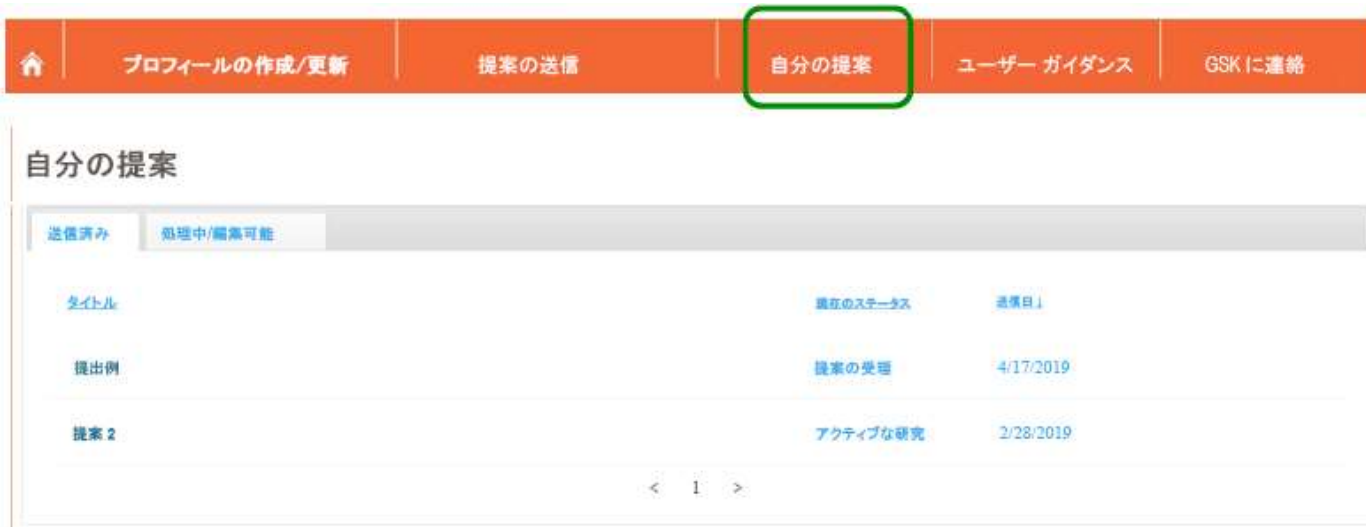 プロフィールの作成/更新 提案の送信 自分の提案 ユーザー ガイダンス GSK に連絡
自分の提案
送信済み 処理中/編集可能
タイトル 現在のステータス 送信日↓
提出例 提案の受理 4/17/2019
提案 2 アクティブな研究 2/28/2019
< 1 >